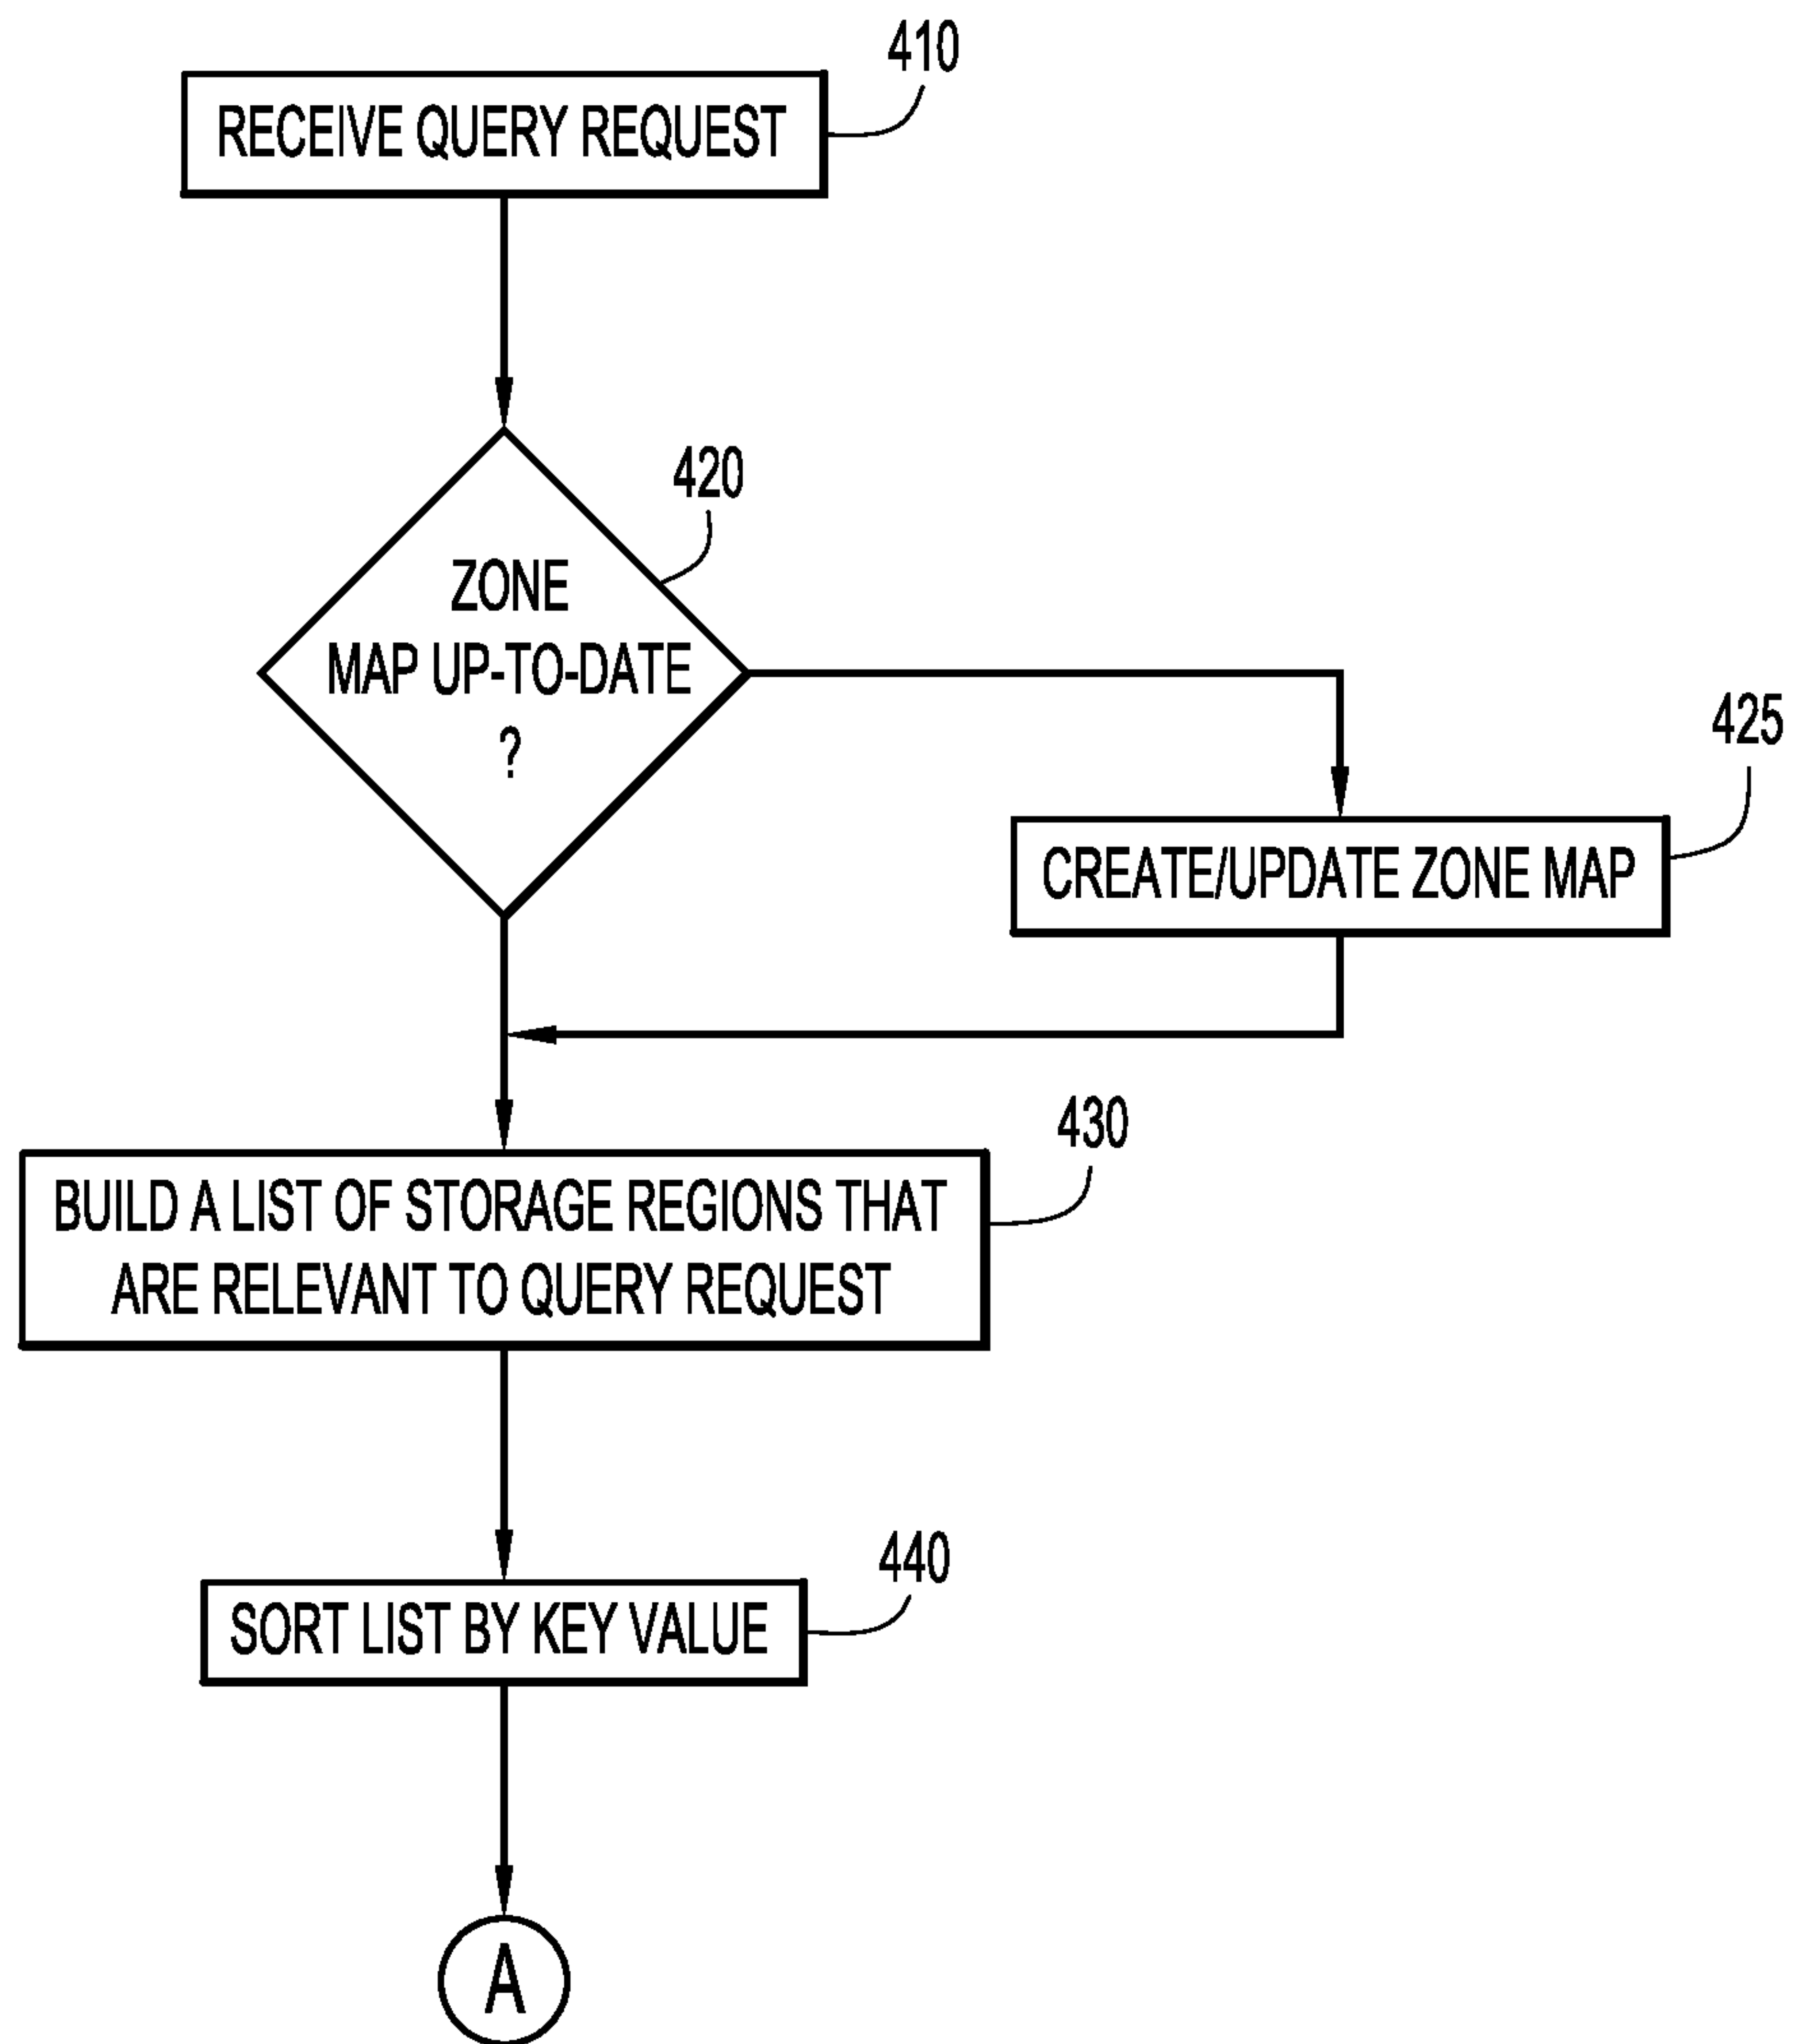 410
RECEIVE QUERY REQUEST
420
ZONE
MAP UP-TO-DATE
?
425
CREATE/UPDATE ZONE MAP
430
BUILD A LIST OF STORAGE REGIONS THAT
ARE RELEVANT TO QUERY REQUEST
440
SORT LIST BY KEY VALUE
A